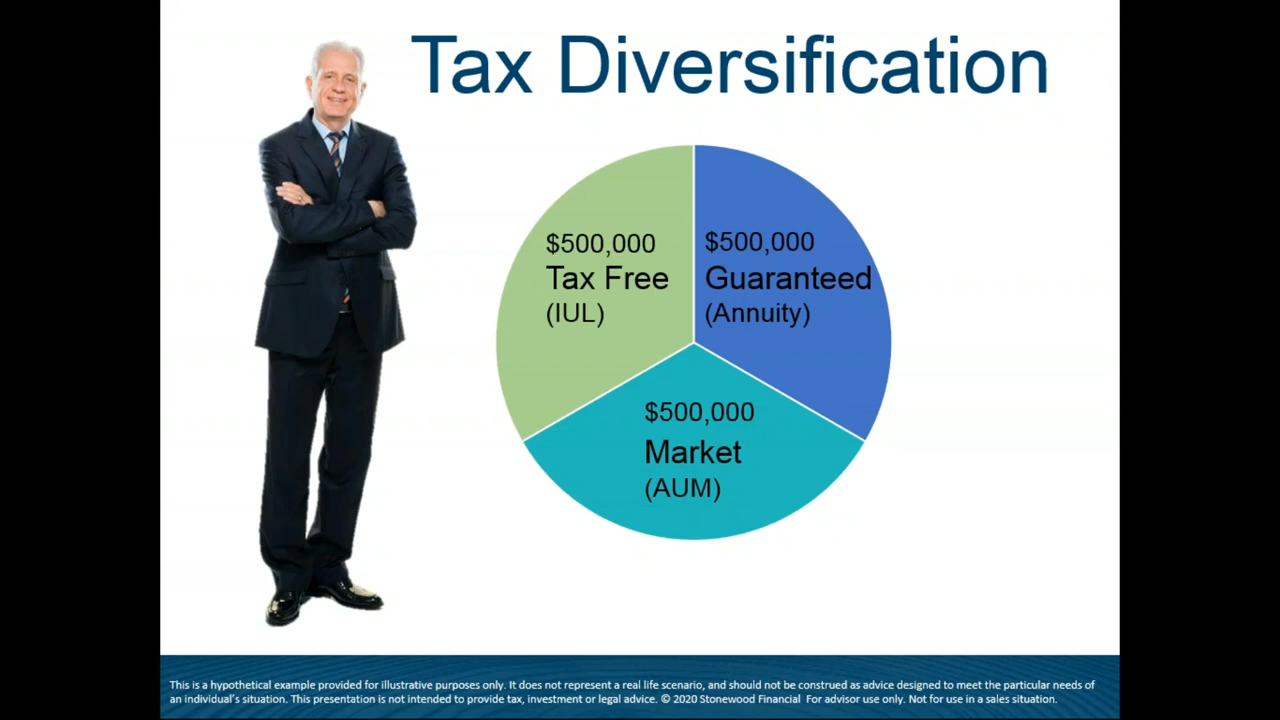 Tax Diversification
$500,000
Tax Free
(IUL)
$500,000
Guaranteed
(Annuity)
$500,000
Market
(AUM)
This is a hypothetical example provided for illustrative purposes only. It does not represent a real life scenario, and should not be construed as advice designed to meet the particular needs of
an individual's situation. This presentation is not intended to provide tax, investment or legal advice. © 2020 Stonewood Financial  For advisor use only. Not for use in a sales situation.